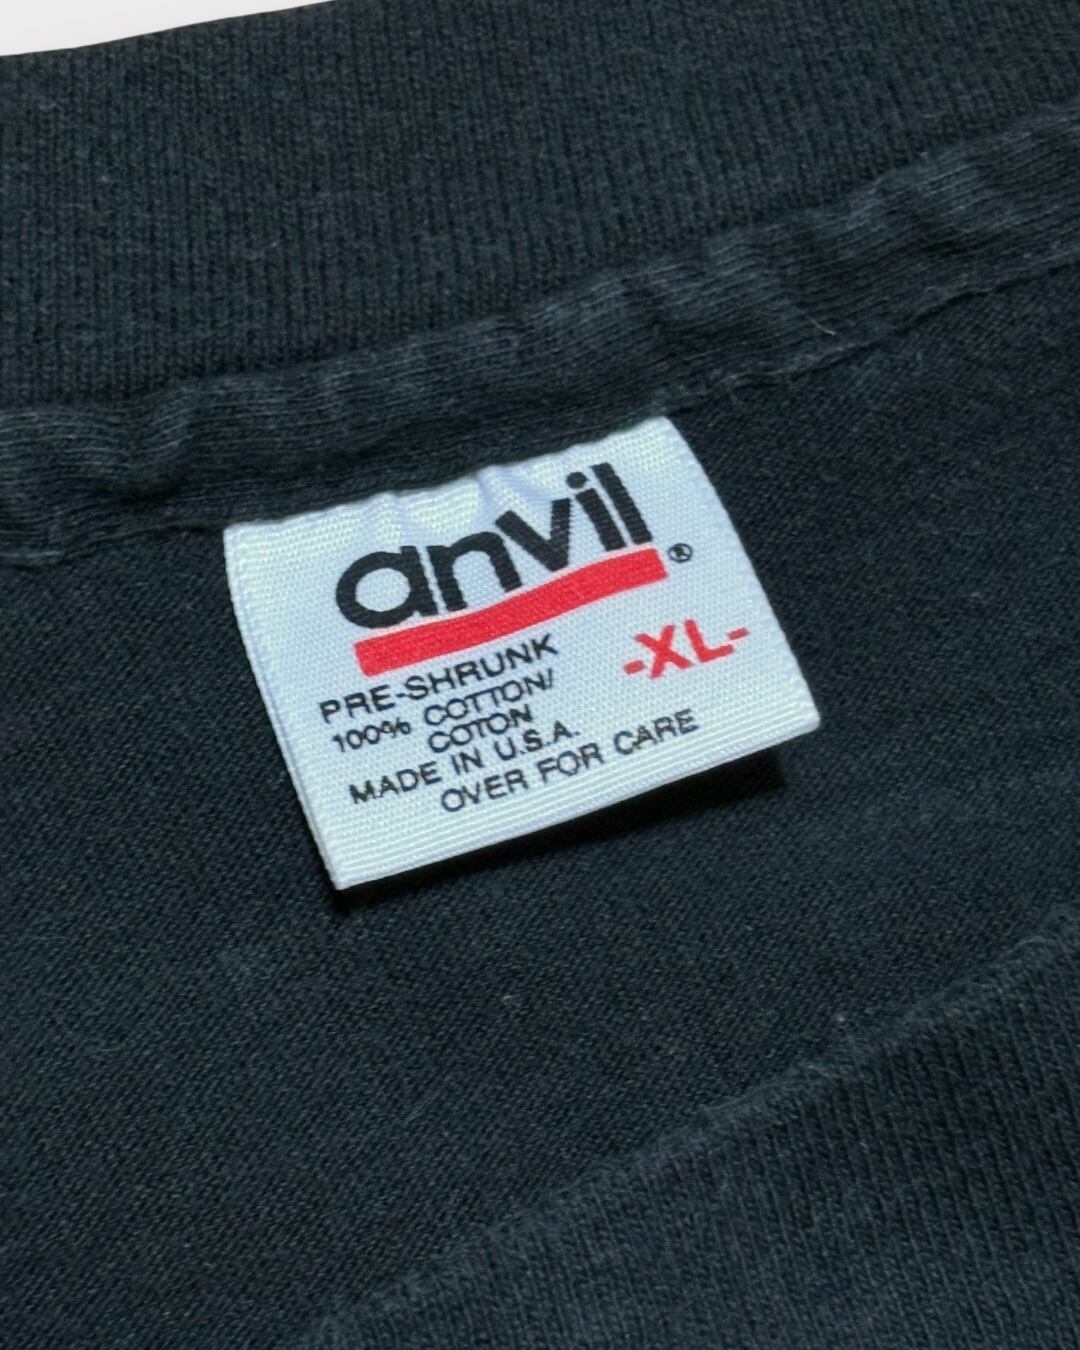 anvil®
-XL-
PRE-SHRUNK
100% COTTON/
COTON
MADE IN U.S.A.
OVER FOR CARE